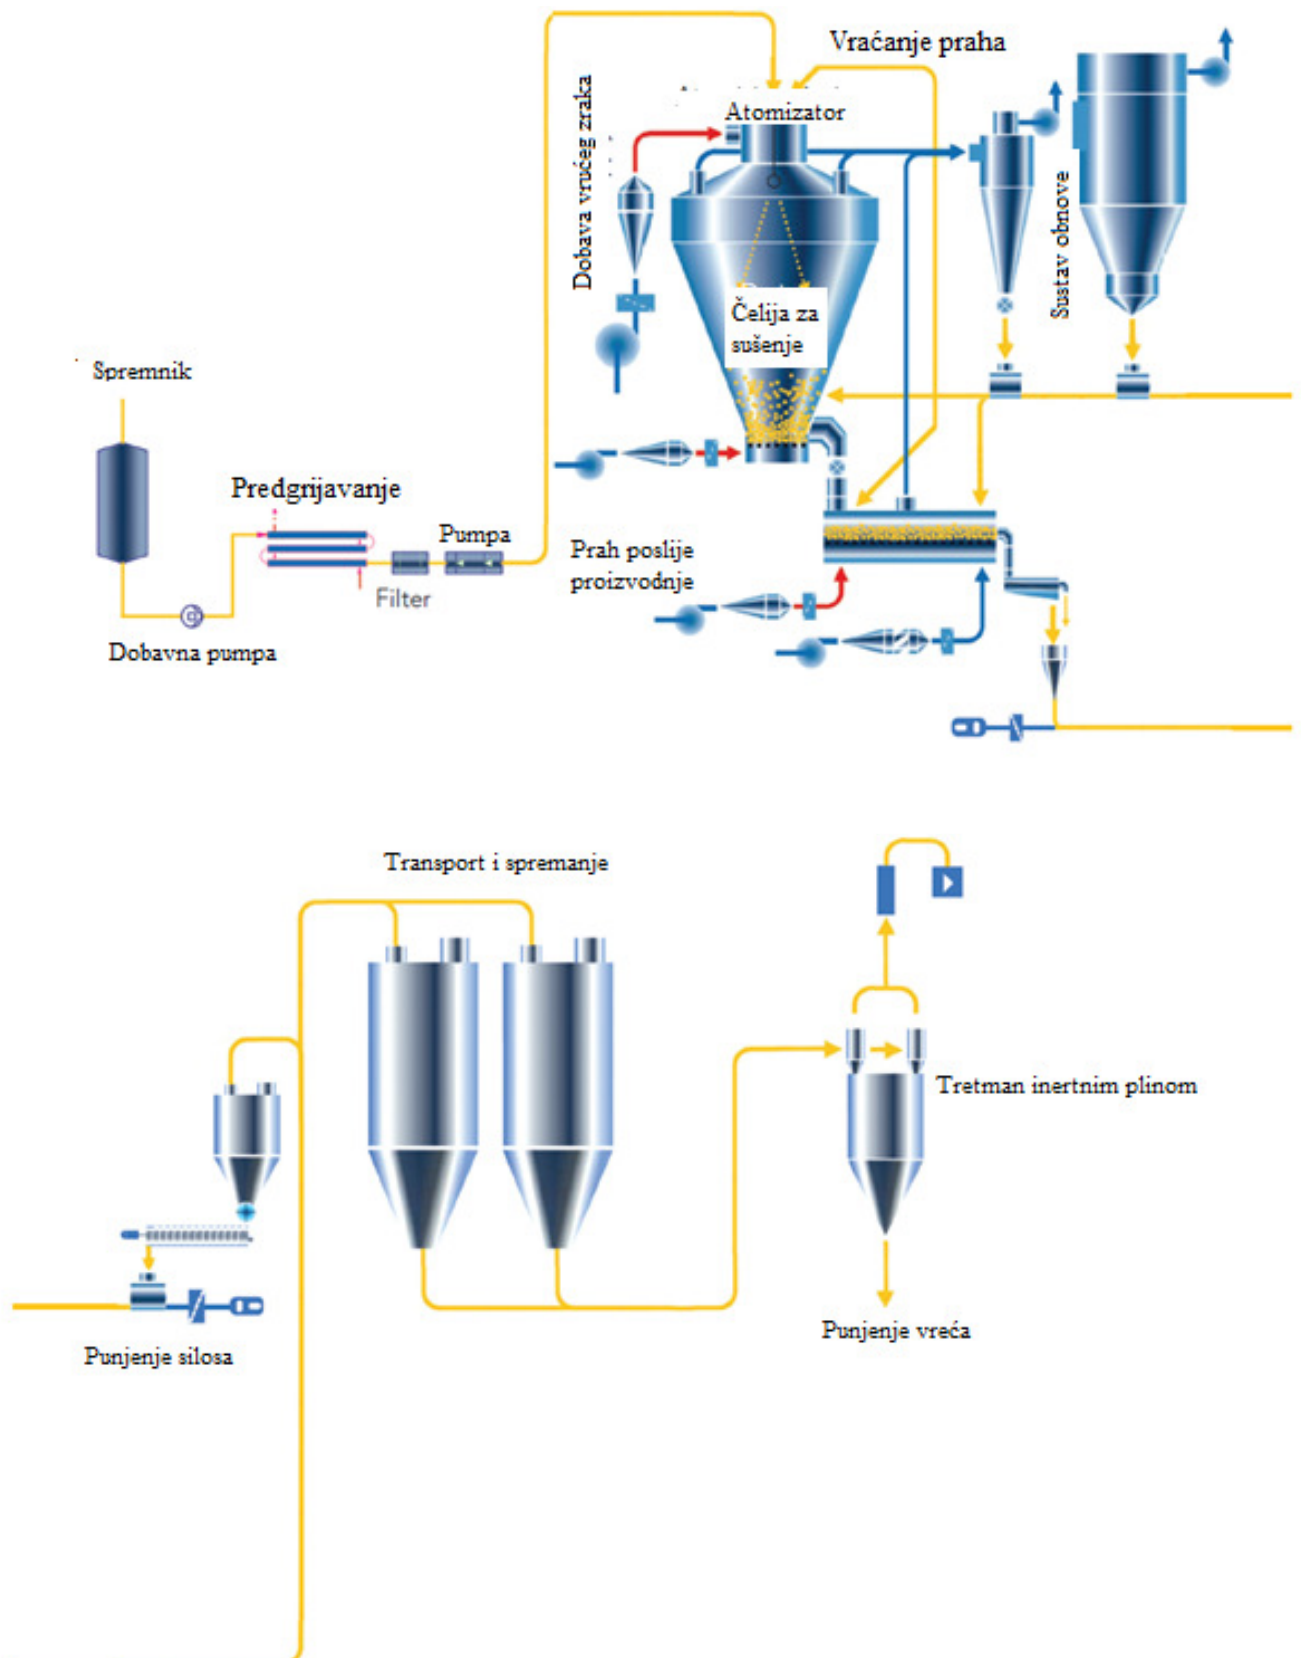 Vraćanje praha
Atomizator
Dobava vrućeg zraka
Sustav obnove
Čelija za
sušenje
Spremnik
Predgrijavanje
Pumpa
Filter
Dobavna pumpa
Prah poslije
proizvodnje
Transport i spremanje
Tretman inertnim plinom
Punjenje vreća
Punjenje silosa